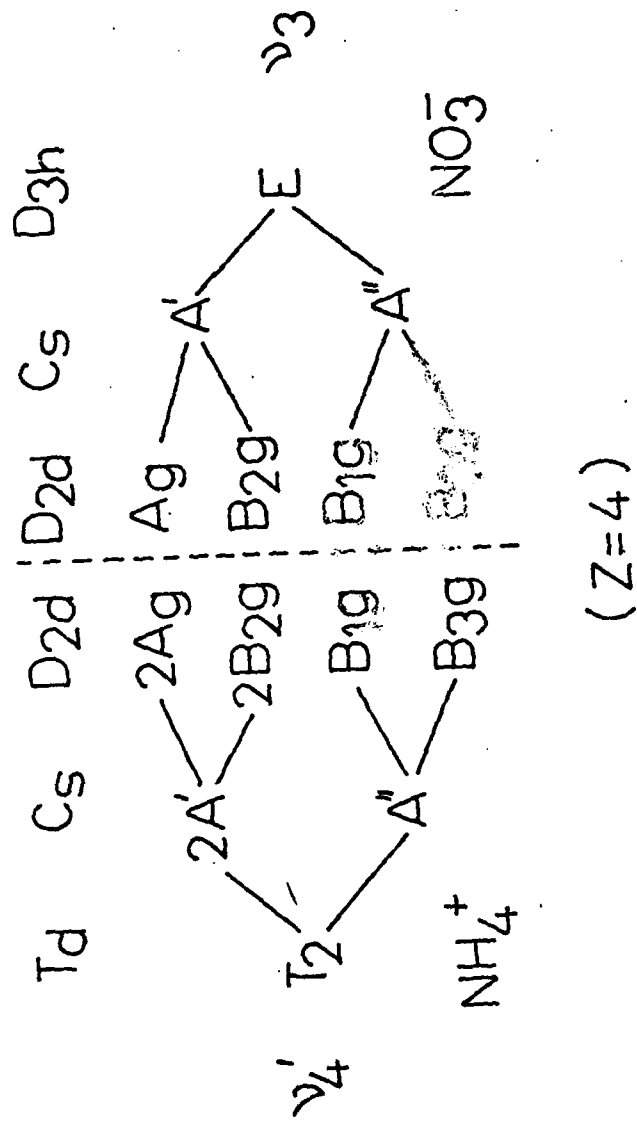 Td Cs D2d D2d Cs D3h
2Ag Ag
2A' A'
2B2g B2g
ν4' T2 E ν3
B1g B1g
A" A"
B3g
NH4+ NO3-
(Z=4)